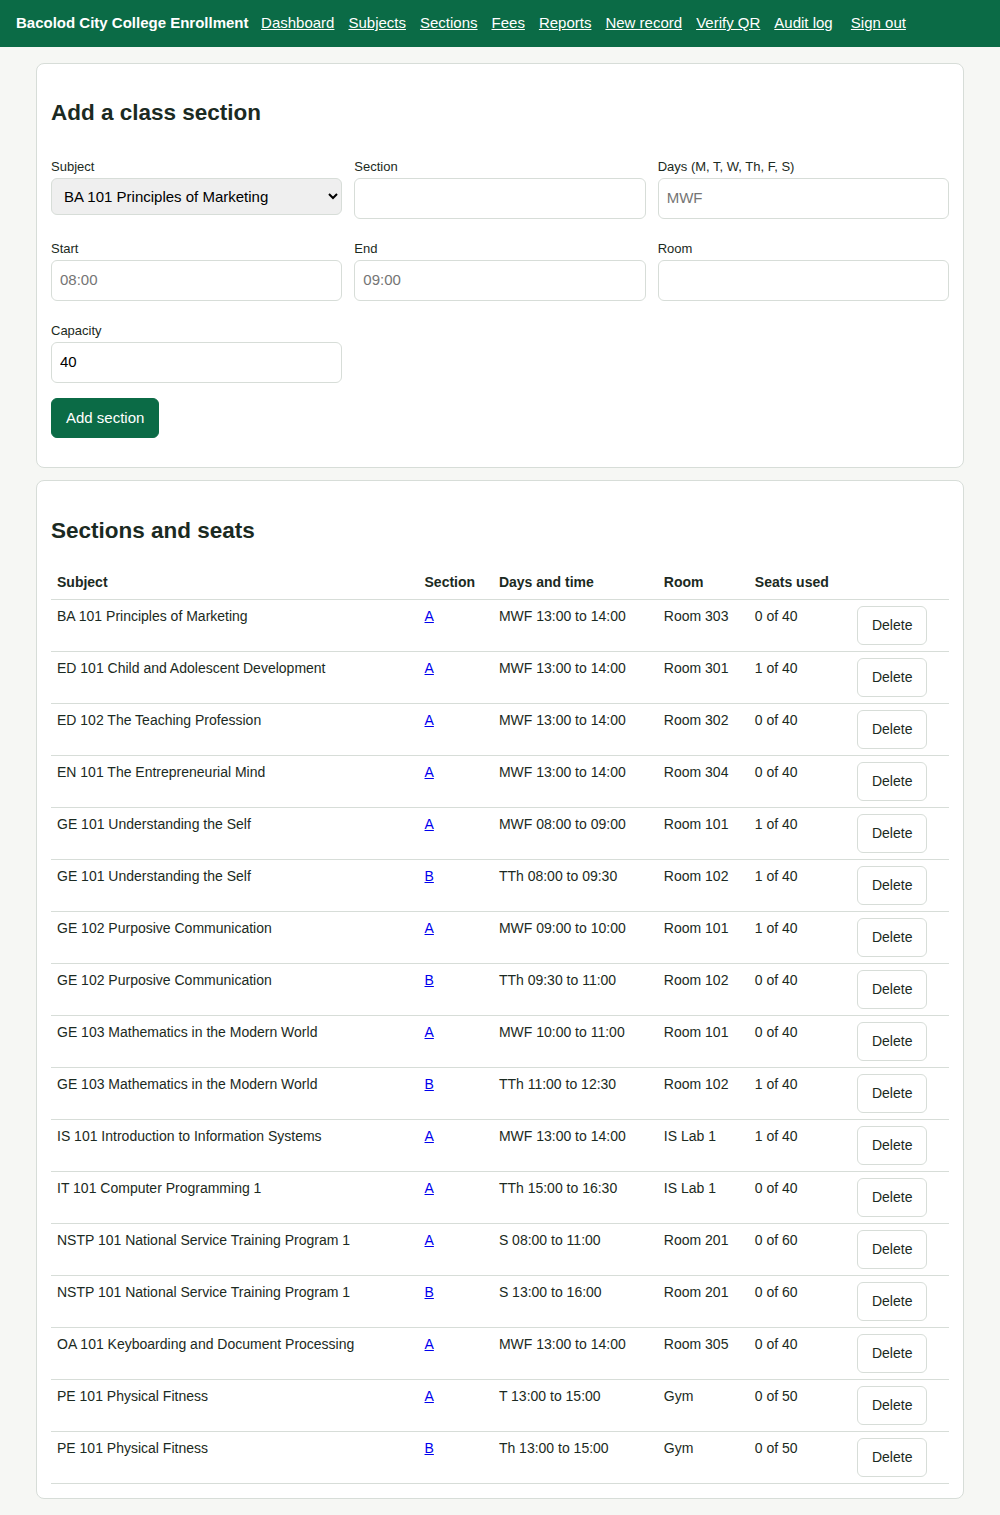 Bacolod City College Enrollment Dashboard Subjects Sections Fees Reports New record Verify QR Audit log Sign out
Add a class section
Subject Section Days (M, T, W, Th, F, S)
BA 101 Principles of Marketing MWF
Start End Room
08:00 09:00
Capacity
40
Add section
Sections and seats
Subject Section Days and time Room Seats used
BA 101 Principles of Marketing A MWF 13:00 to 14:00 Room 303 0 of 40 Delete
ED 101 Child and Adolescent Development A MWF 13:00 to 14:00 Room 301 1 of 40 Delete
ED 102 The Teaching Profession A MWF 13:00 to 14:00 Room 302 0 of 40 Delete
EN 101 The Entrepreneurial Mind A MWF 13:00 to 14:00 Room 304 0 of 40 Delete
GE 101 Understanding the Self A MWF 08:00 to 09:00 Room 101 1 of 40 Delete
GE 101 Understanding the Self B TTh 08:00 to 09:30 Room 102 1 of 40 Delete
GE 102 Purposive Communication A MWF 09:00 to 10:00 Room 101 1 of 40 Delete
GE 102 Purposive Communication B TTh 09:30 to 11:00 Room 102 0 of 40 Delete
GE 103 Mathematics in the Modern World A MWF 10:00 to 11:00 Room 101 0 of 40 Delete
GE 103 Mathematics in the Modern World B TTh 11:00 to 12:30 Room 102 1 of 40 Delete
IS 101 Introduction to Information Systems A MWF 13:00 to 14:00 IS Lab 1 1 of 40 Delete
IT 101 Computer Programming 1 A TTh 15:00 to 16:30 IS Lab 1 0 of 40 Delete
NSTP 101 National Service Training Program 1 A S 08:00 to 11:00 Room 201 0 of 60 Delete
NSTP 101 National Service Training Program 1 B S 13:00 to 16:00 Room 201 0 of 60 Delete
OA 101 Keyboarding and Document Processing A MWF 13:00 to 14:00 Room 305 0 of 40 Delete
PE 101 Physical Fitness A T 13:00 to 15:00 Gym 0 of 50 Delete
PE 101 Physical Fitness B Th 13:00 to 15:00 Gym 0 of 50 Delete